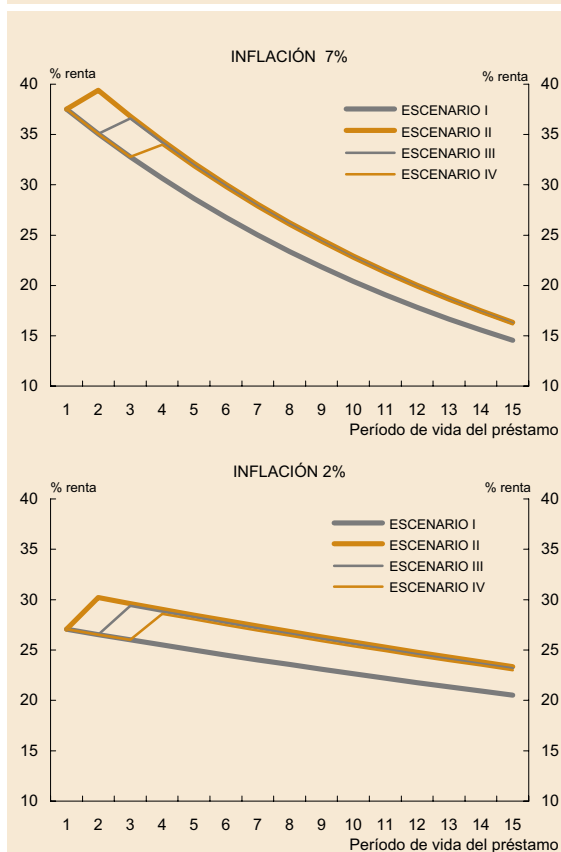 INFLACIÓN 7%
% renta % renta
40 40
35 35
30 30
25 25
20 20
15 15
10 10
ESCENARIO I
ESCENARIO II
ESCENARIO III
ESCENARIO IV
1 2 3 4 5 6 7 8 9 10 11 12 13 14 15
Período de vida del préstamo
INFLACIÓN 2%
% renta % renta
40 40
35 35
30 30
25 25
20 20
15 15
10 10
ESCENARIO I
ESCENARIO II
ESCENARIO III
ESCENARIO IV
1 2 3 4 5 6 7 8 9 10 11 12 13 14 15
Período de vida del préstamo